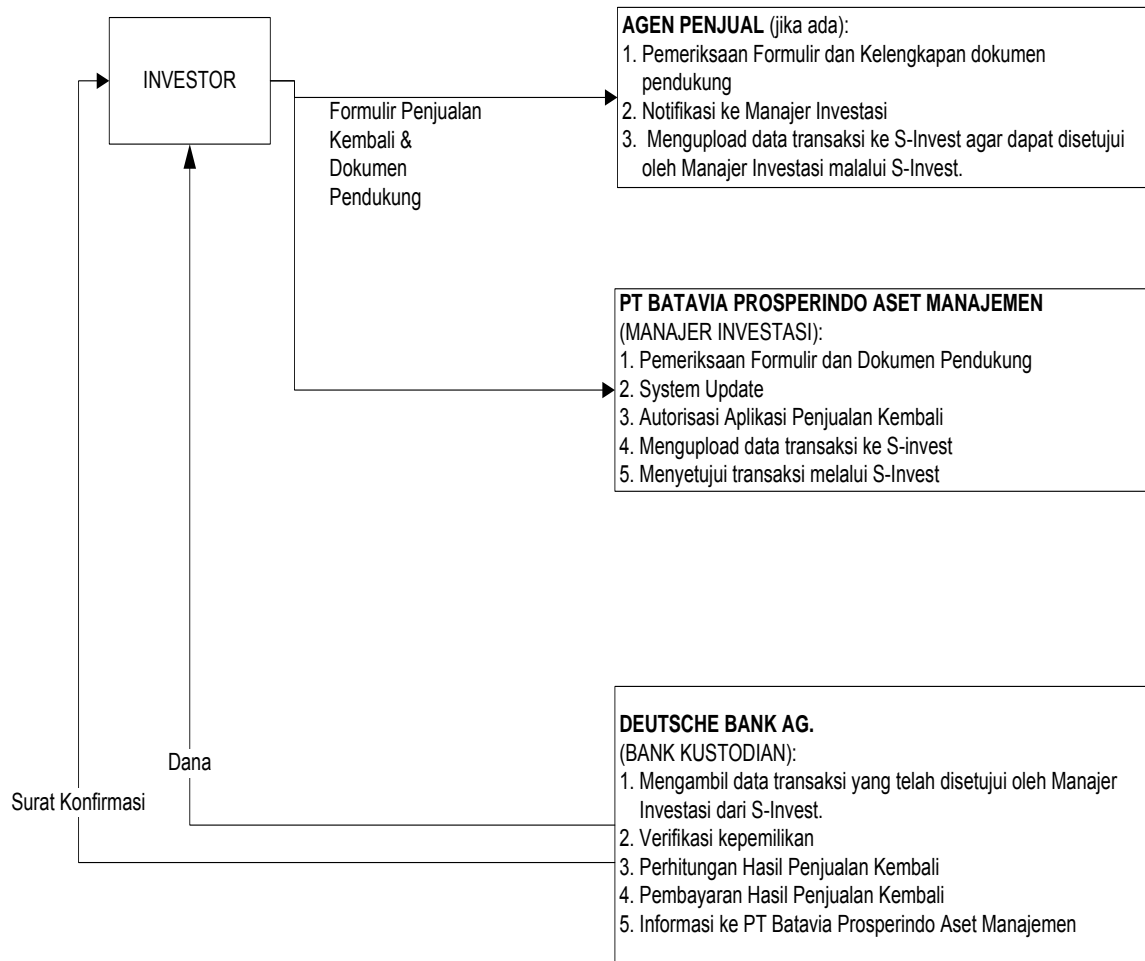 INVESTOR
Formulir Penjualan
Kembali &
Dokumen
Pendukung
AGEN PENJUAL (jika ada):
1. Pemeriksaan Formulir dan Kelengkapan dokumen
pendukung
2. Notifikasi ke Manajer Investasi
3. Mengupload data transaksi ke S-Invest agar dapat disetujui
oleh Manajer Investasi malalui S-Invest.
PT BATAVIA PROSPERINDO ASET MANAJEMEN
(MANAJER INVESTASI):
1. Pemeriksaan Formulir dan Dokumen Pendukung
2. System Update
3. Autorisasi Aplikasi Penjualan Kembali
4. Mengupload data transaksi ke S-invest
5. Menyetujui transaksi melalui S-Invest
Dana
Surat Konfirmasi
DEUTSCHE BANK AG.
(BANK KUSTODIAN):
1. Mengambil data transaksi yang telah disetujui oleh Manajer
Investasi dari S-Invest.
2. Verifikasi kepemilikan
3. Perhitungan Hasil Penjualan Kembali
4. Pembayaran Hasil Penjualan Kembali
5. Informasi ke PT Batavia Prosperindo Aset Manajemen